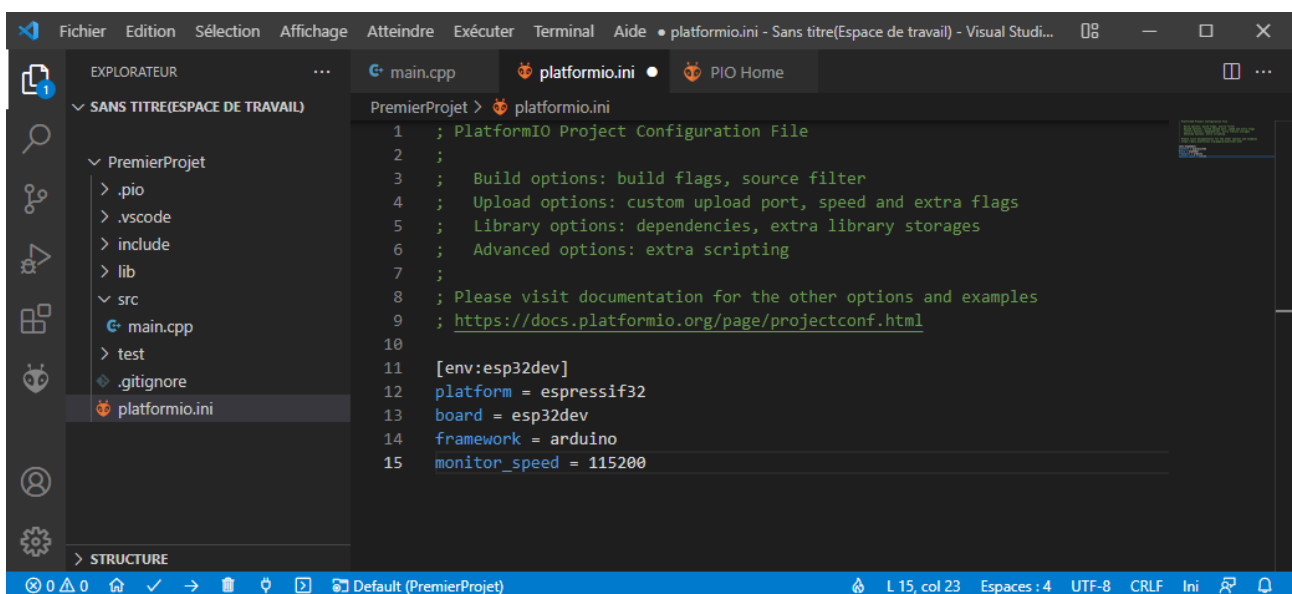 Fichier Edition Sélection Affichage Atteindre Exécuter Terminal Aide ● platformio.ini - Sans titre(Espace de travail) - Visual Studi...
EXPLORATEUR ...
main.cpp platformio.ini ● PIO Home ...
1
SANS TITRE(ESPACE DE TRAVAIL)
PremierProjet > platformio.ini
PremierProjet
.pio
.vscode
include
lib
src
main.cpp
test
.gitignore
platformio.ini
STRUCTURE
1 ; PlatformIO Project Configuration File
2 ;
3 ;   Build options: build flags, source filter
4 ;   Upload options: custom upload port, speed and extra flags
5 ;   Library options: dependencies, extra library storages
6 ;   Advanced options: extra scripting
7 ;
8 ; Please visit documentation for the other options and examples
9 ; https://docs.platformio.org/page/projectconf.html
10
11 [env:esp32dev]
12 platform = espressif32
13 board = esp32dev
14 framework = arduino
15 monitor_speed = 115200
0 0 Default (PremierProjet) L 15, col 23 Espaces : 4 UTF-8 CRLF Ini